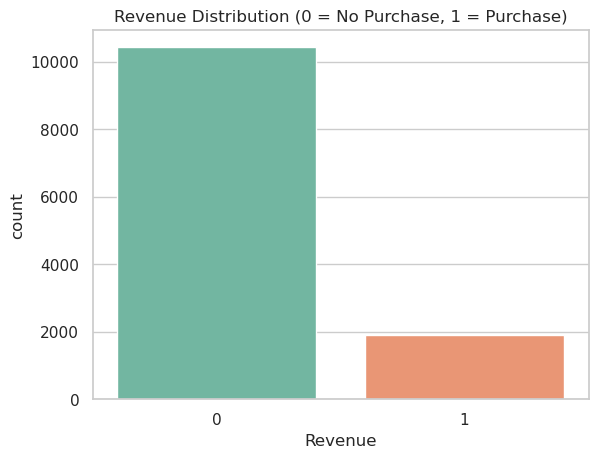 Revenue Distribution (0 = No Purchase, 1 = Purchase)
10000
8000
6000
4000
2000
0
count
0 1
Revenue